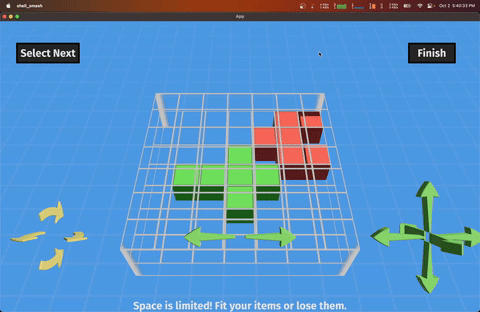 shell_smash
Oct 2 5:40:33 PM
App
Select Next
Finish
Space is limited! Fit your items or lose them.